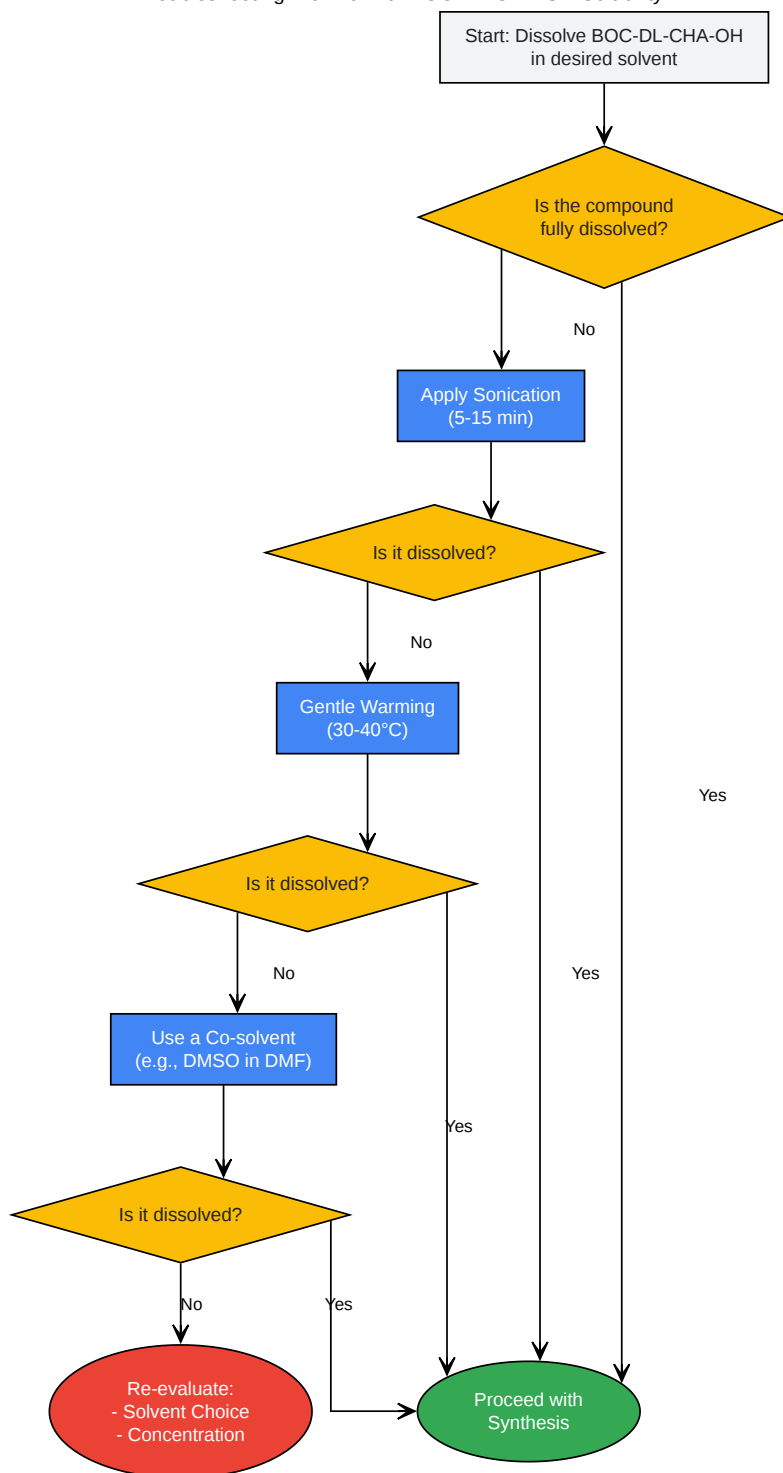 Start: Dissolve BOC-DL-CHA-OH
in desired solvent
Is the compound
fully dissolved?
No
Apply Sonication
(5-15 min)
Is it dissolved?
No
Gentle Warming
(30-40°C)
Yes
Is it dissolved?
No
Yes
Use a Co-solvent
(e.g., DMSO in DMF)
Yes
Is it dissolved?
No
Yes
Re-evaluate:
- Solvent Choice
- Concentration
Proceed with
Synthesis